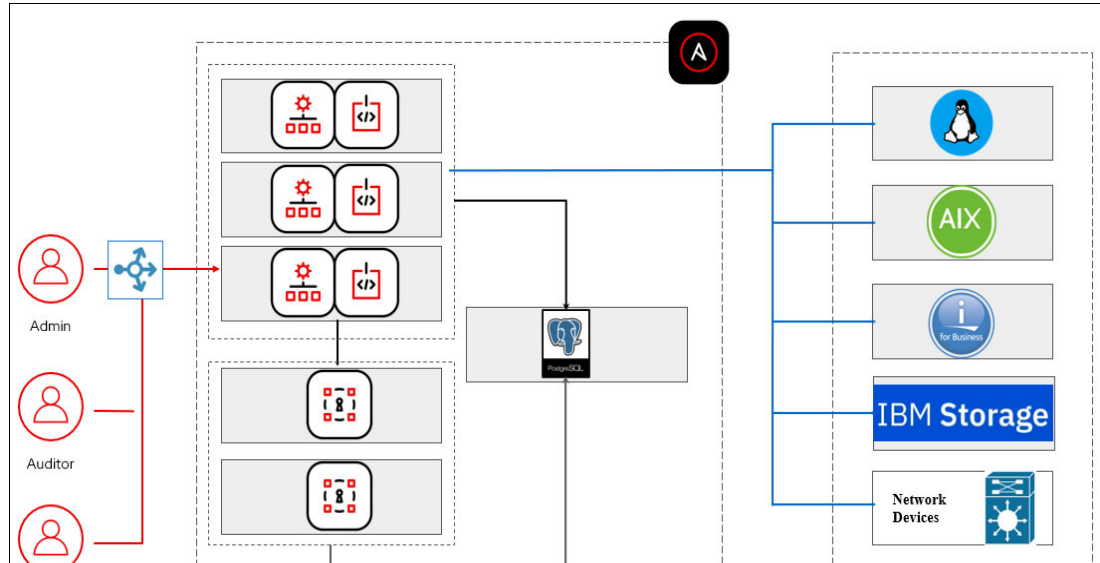 Admin
Auditor
PostgreSQL
AIX
i
for Business
IBM Storage
Network
Devices